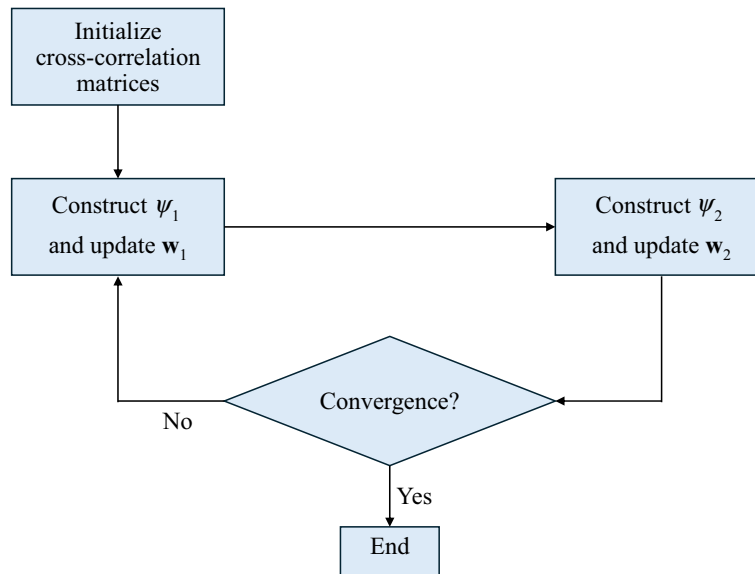 Initialize
cross-correlation
matrices
Construct ψ₁
and update w₁
Construct ψ₂
and update w₂
Convergence?
No
Yes
End